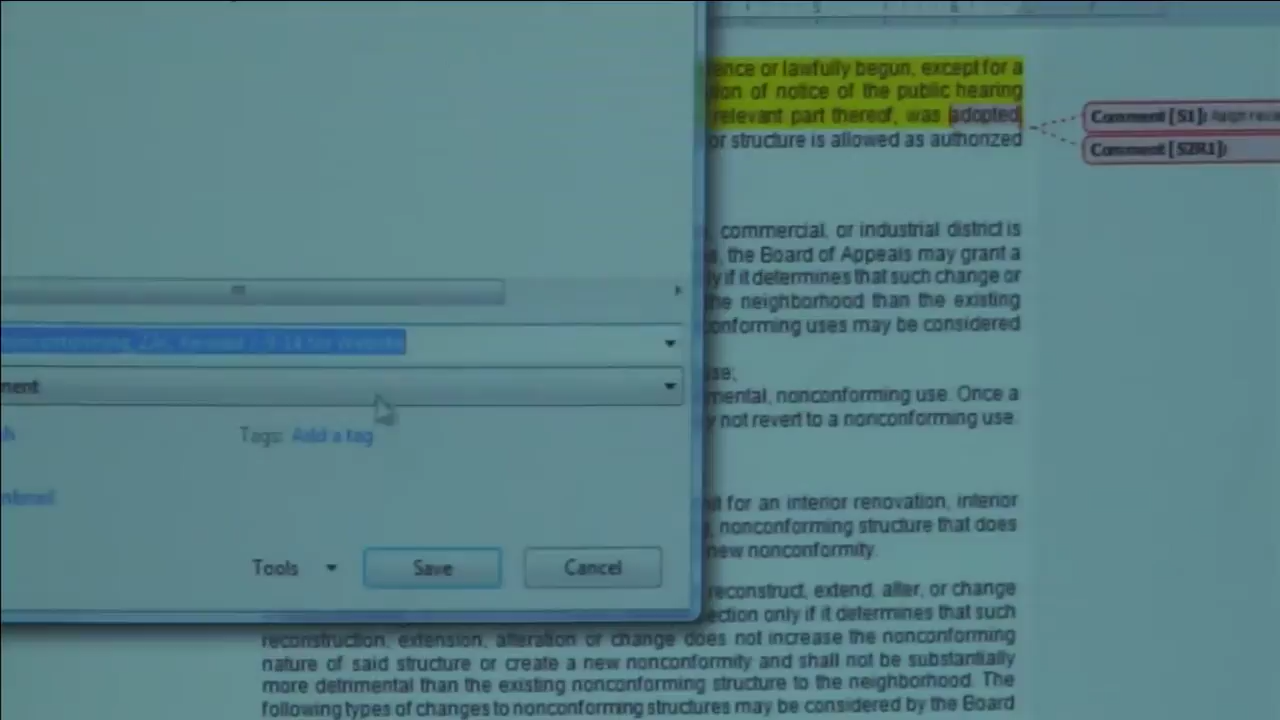 ence or lawfully begun, except for a
ion of notice of the public hearing
relevant part thereof, was adopted
or structure is allowed as authorized
Comment [S1]:
Comment [S2R1]:
commercial, or industrial district is
, the Board of Appeals may grant a
y if it determines that such change or
the neighborhood than the existing
conforming uses may be considered
use;
mental, nonconforming use. Once a
y not revert to a nonconforming use.
ment
Tags: Add a tag
for an interior renovation, interior
, nonconforming structure that does
new nonconformity.
Tools
Save
Cancel
reconstruct, extend, alter, or change
ection only if it determines that such
reconstruction, extension, alteration or change does not increase the nonconforming
nature of said structure or create a new nonconformity and shall not be substantially
more detrimental than the existing nonconforming structure to the neighborhood. The
following types of changes to nonconforming structures may be considered by the Board